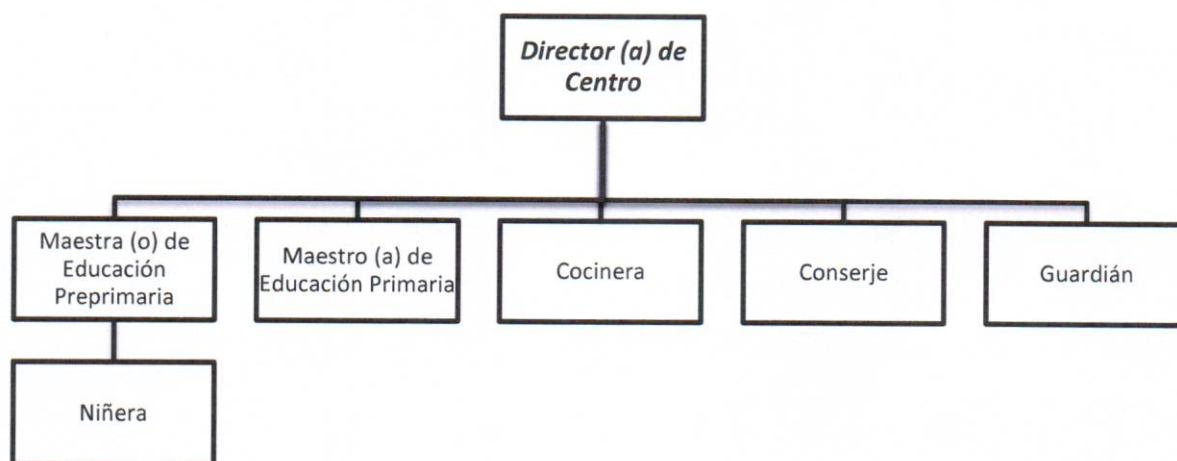 Director (a) de
Centro
Maestra (o) de
Educación
Preprimaria
Maestro (a) de
Educación Primaria
Cocinera
Conserje
Guardián
Niñera